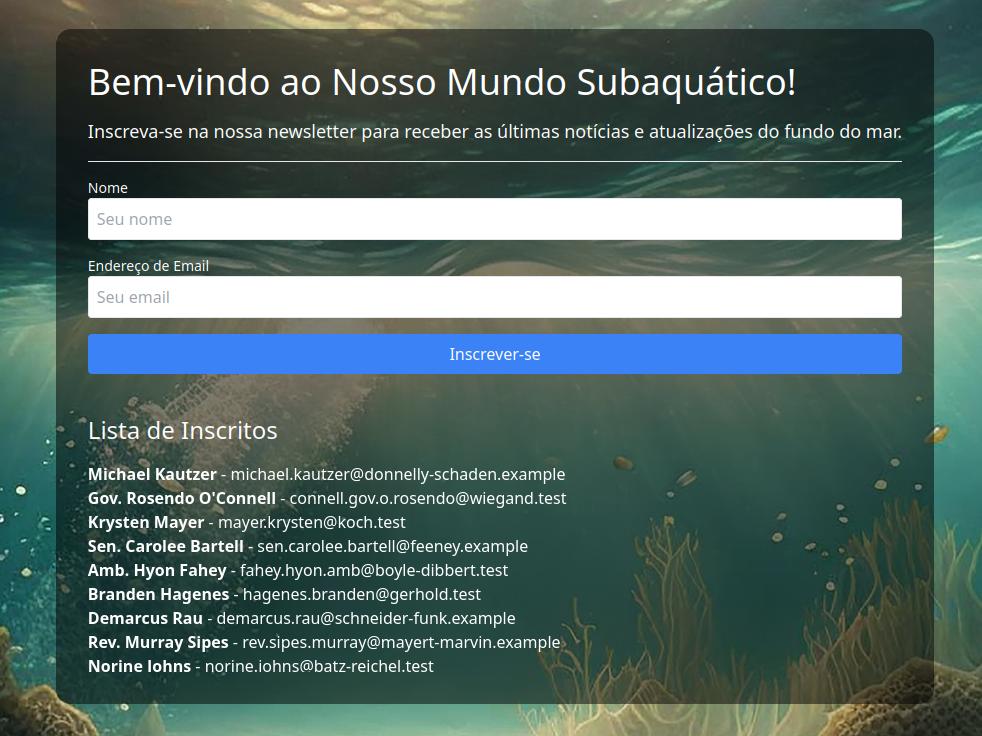 Bem-vindo ao Nosso Mundo Subaquático!
Inscreva-se na nossa newsletter para receber as últimas notícias e atualizações do fundo do mar.
Nome
Seu nome
Endereço de Email
Seu email
Inscrever-se
Lista de Inscritos
Michael Kautzer - michael.kautzer@donnelly-schaden.example
Gov. Rosendo O'Connell - connell.gov.o.rosendo@wiegand.test
Krysten Mayer - mayer.krysten@koch.test
Sen. Carolee Bartell - sen.carolee.bartell@feeney.example
Amb. Hyon Fahey - fahey.hyon.amb@boyle-dibbert.test
Branden Hagenes - hagenes.branden@gerhold.test
Demarcus Rau - demarcus.rau@schneider-funk.example
Rev. Murray Sipes - rev.sipes.murray@mayert-marvin.example
Norine Iohns - norine.iohns@batz-reichel.test